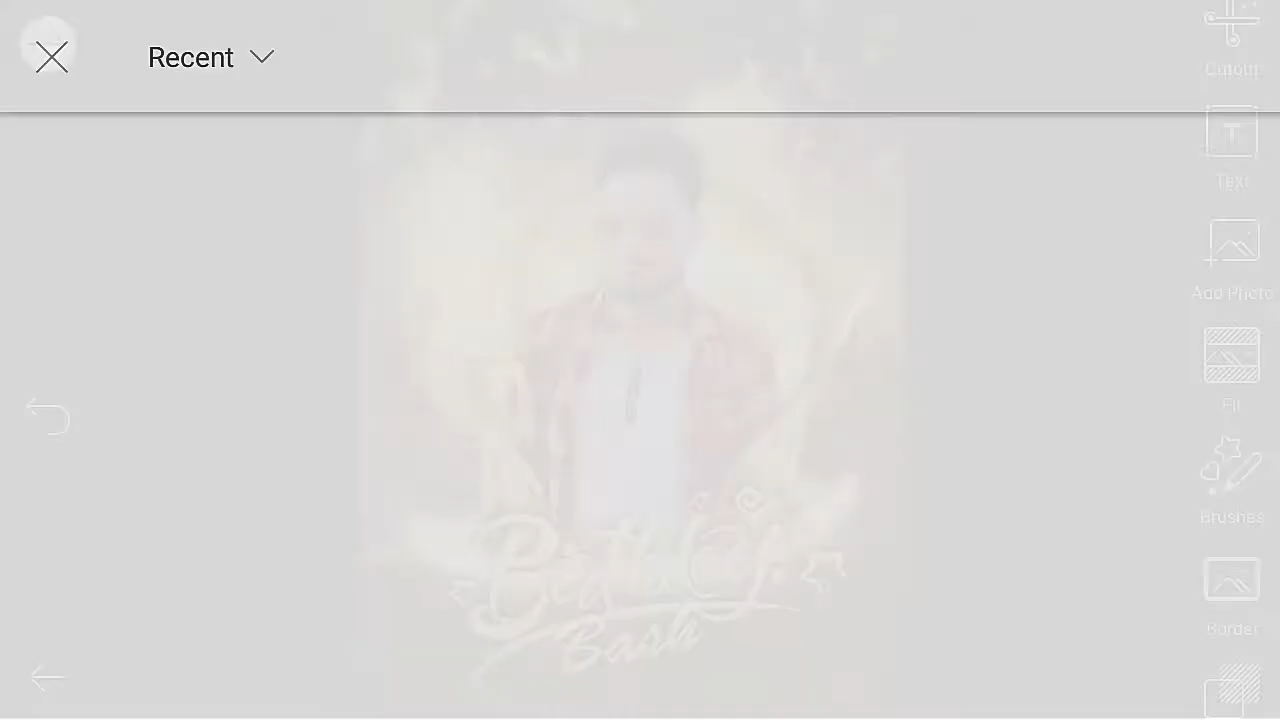 Recent
Cutout
Text
Add Photo
Fit
Brushes
Border
Birthday
Bash